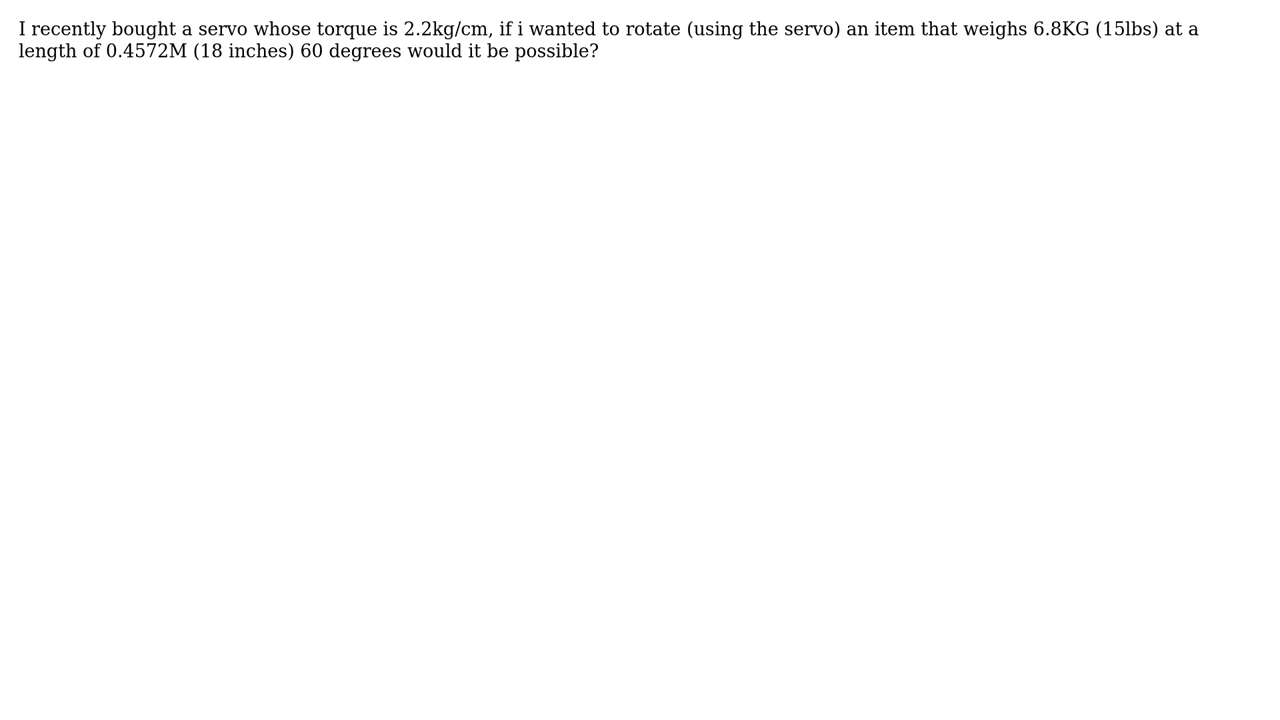 I recently bought a servo whose torque is 2.2kg/cm, if i wanted to rotate (using the servo) an item that weighs 6.8KG (15lbs) at a
length of 0.4572M (18 inches) 60 degrees would it be possible?